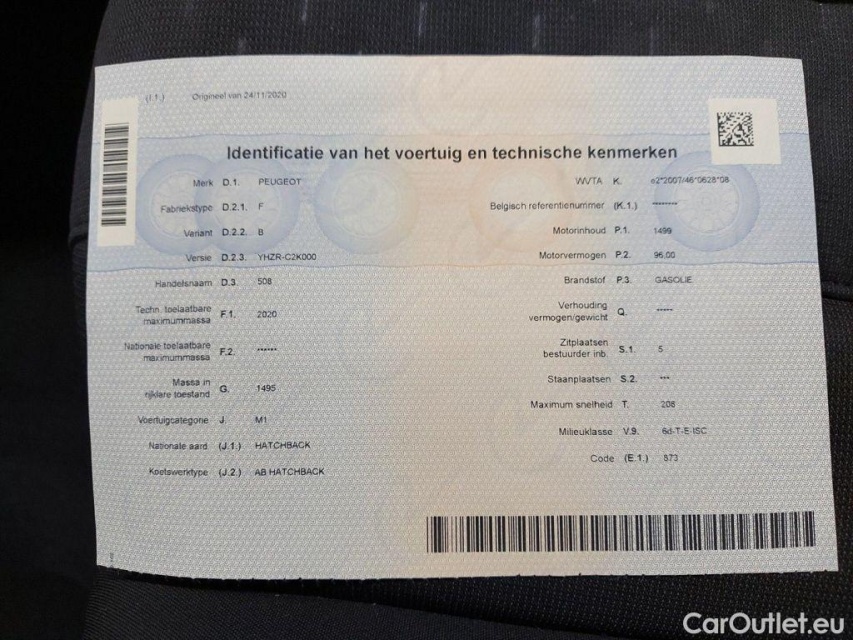 (I.1.) Origineel van 24/11/2020
Identificatie van het voertuig en technische kenmerken
Merk D.1. PEUGEOT
Fabriekstype D.2.1. F
Variant D.2.2. B
Versie D.2.3. YHZR-C2K000
Handelsnaam D.3. 508
Techn. toelaatbare
maximummassa F.1. 2020
Nationale toelaatbare
maximummassa F.2. ******
Massa in
rijklare toestand G. 1495
Voertuigcategorie J. M1
Nationale aard (J.1.) HATCHBACK
Koetswerktype (J.2.) AB HATCHBACK
WVTA K. e2*2007/46*0628*08
Belgisch referentienummer (K.1.) ********
Motorinhoud P.1. 1499
Motorvermogen P.2. 96.00
Brandstof P.3. GASOLIE
Verhouding
vermogen/gewicht Q. *****
Zitplaatsen
bestuurder inb. S.1. 5
Staanplaatsen S.2. ***
Maximum snelheid T. 208
Milieuklasse V.9. 6d-T-E-ISC
Code (E.1.) 873
CarOutlet.eu